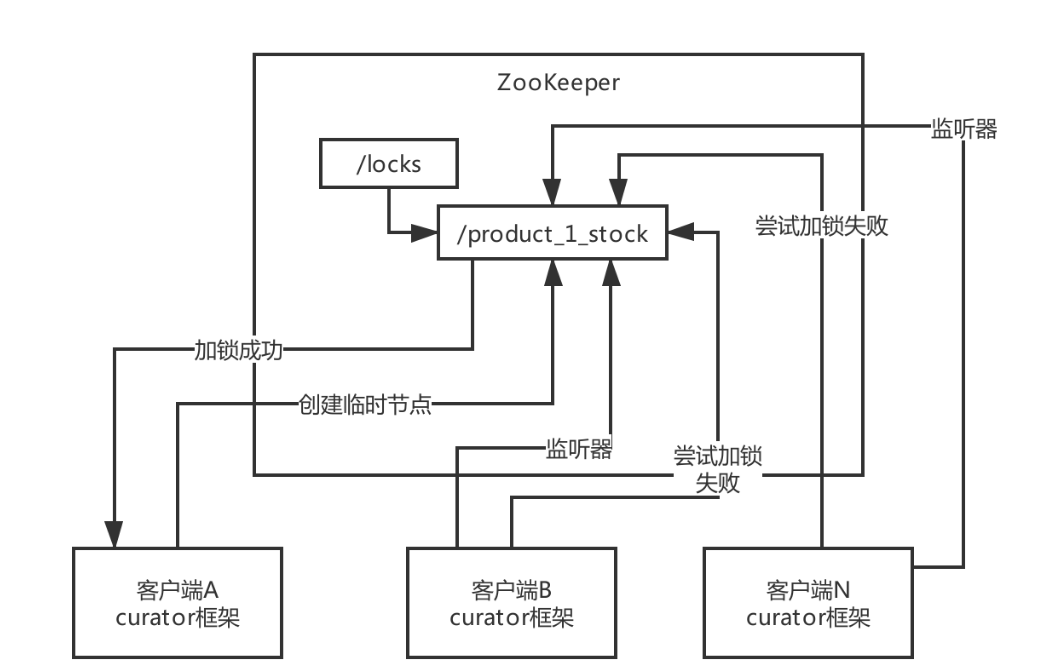 ZooKeeper
监听器
/locks
尝试加锁失败
/product_1_stock
加锁成功
创建临时节点
监听器
尝试加锁
失败
客户端A
curator框架
客户端B
curator框架
客户端N
curator框架